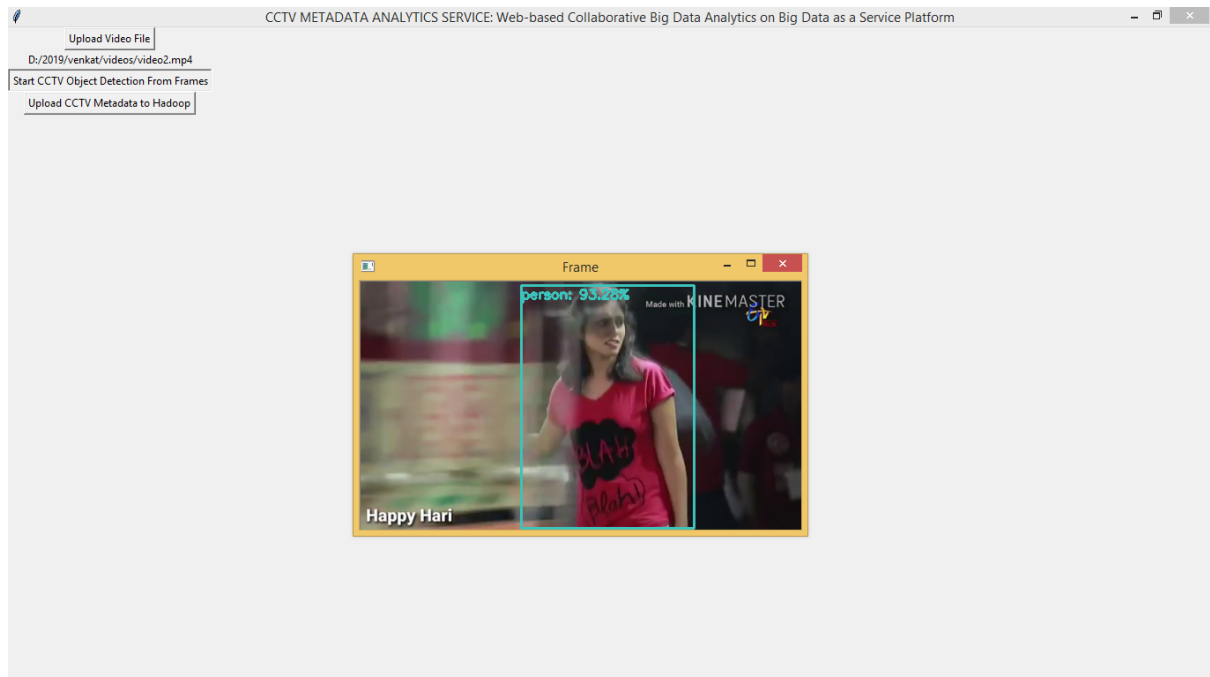 CCTV METADATA ANALYTICS SERVICE: Web-based Collaborative Big Data Analytics on Big Data as a Service Platform
Upload Video File
D:/2019/venkat/videos/video2.mp4
Start CCTV Object Detection From Frames
Upload CCTV Metadata to Hadoop
Frame
person: 93.28%
Made with KINEMASTER
BLAH
Blah!
Happy Hari